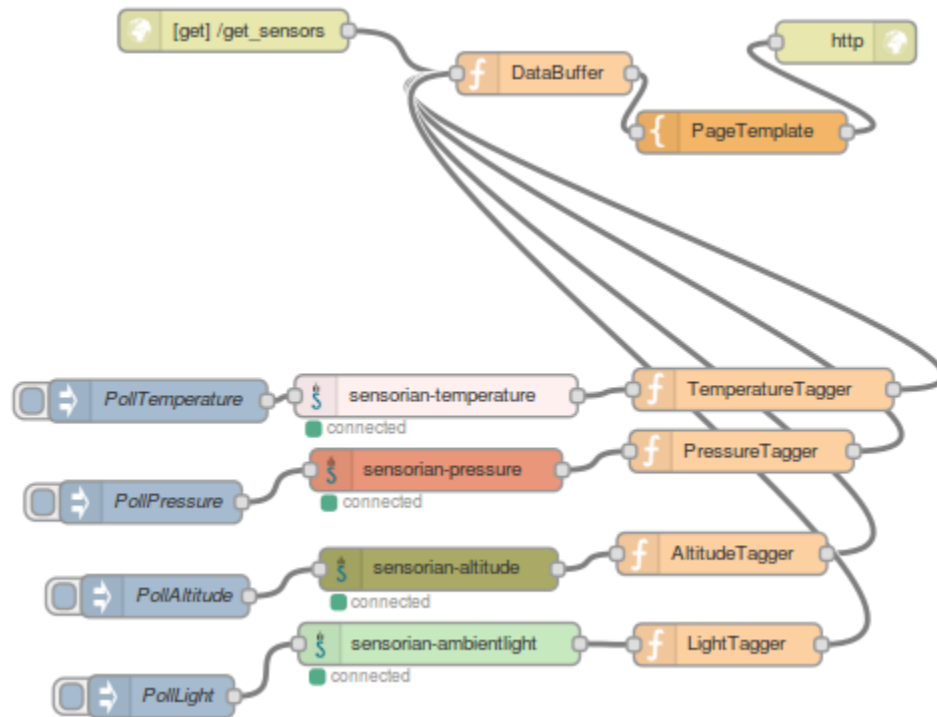 [get] /get_sensors
http
DataBuffer
PageTemplate
PollTemperature
sensorian-temperature
TemperatureTagger
connected
PollPressure
sensorian-pressure
PressureTagger
connected
PollAltitude
sensorian-altitude
AltitudeTagger
connected
PollLight
sensorian-ambientlight
LightTagger
connected